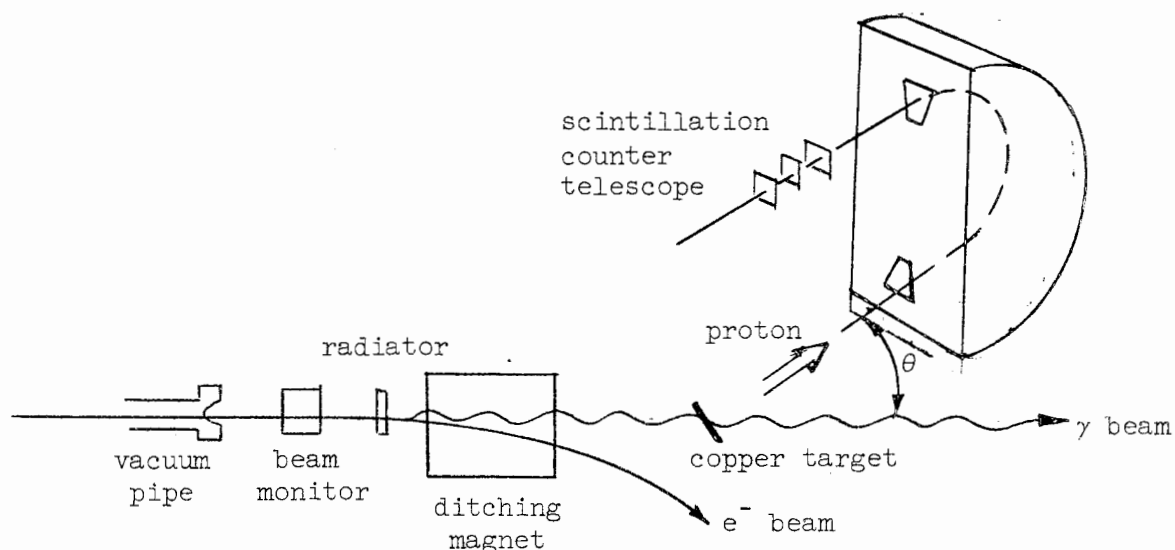 scintillation
counter
telescope
proton
θ
radiator
γ beam
vacuum
pipe
beam
monitor
ditching
magnet
copper target
e⁻ beam